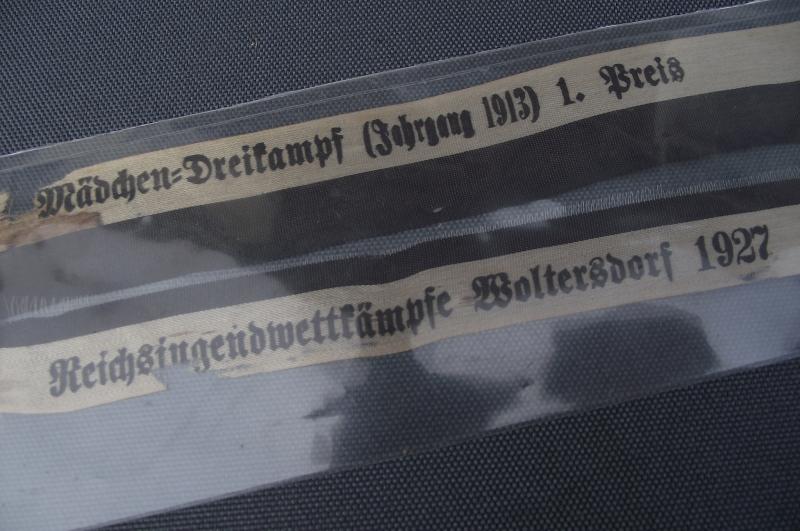 Mädchen=Dreikampf (Jahrgang 1913) 1. Preis
Reichsjugendwettkämpfe Woltersdorf 1927